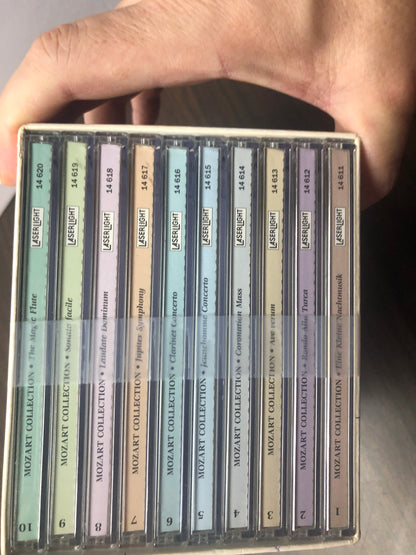 10 MOZART COLLECTION • The Magic Flute LASERLIGHT 14 620
9 MOZART COLLECTION • Sonate facile LASERLIGHT 14 619
8 MOZART COLLECTION • Laudate Dominum LASERLIGHT 14 618
7 MOZART COLLECTION • Jupiter Symphony LASERLIGHT 14 617
6 MOZART COLLECTION • Clarinet Concerto LASERLIGHT 14 616
5 MOZART COLLECTION • Jeunehomme Concerto LASERLIGHT 14 615
4 MOZART COLLECTION • Coronation Mass LASERLIGHT 14 614
3 MOZART COLLECTION • Ave verum LASERLIGHT 14 613
2 MOZART COLLECTION • Rondo Alla Turca LASERLIGHT 14 612
1 MOZART COLLECTION • Eine Kleine Nachtmusik LASERLIGHT 14 611